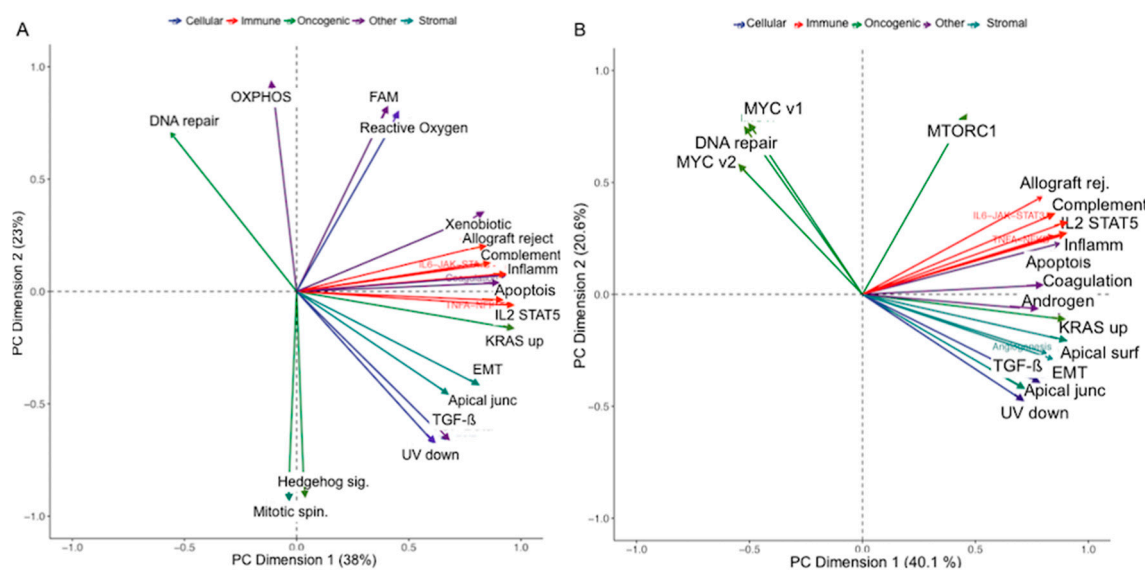 A
Cellular Immune Oncogenic Other Stromal
1.0
0.5
0.0
−0.5
−1.0
PC Dimension 2 (23%)
OXPHOS
FAM
DNA repair
Reactive Oxygen
Xenobiotic
Allograft reject
Complement
IL6-JAK-STA
Inflamm
Apoptois
IL2 STAT5
KRAS up
EMT
Apical junc
TGF-ß
UV down
Hedgehog sig.
Mitotic spin.
−1.0 −0.5 0.0 0.5 1.0
PC Dimension 1 (38%)
B
Cellular Immune Oncogenic Other Stromal
1.0
0.5
0.0
−0.5
−1.0
PC Dimension 2 (20.6%)
MYC v1
DNA repair
MYC v2
MTORC1
Allograft rej.
Complement
IL6-JAK-STAT3
IL2 STAT5
Inflamm
Apoptois
Coagulation
Androgen
KRAS up
Angiogenesis
Apical surf
TGF-ß
EMT
Apical junc
UV down
−1.0 −0.5 0.0 0.5 1.0
PC Dimension 1 (40.1 %)